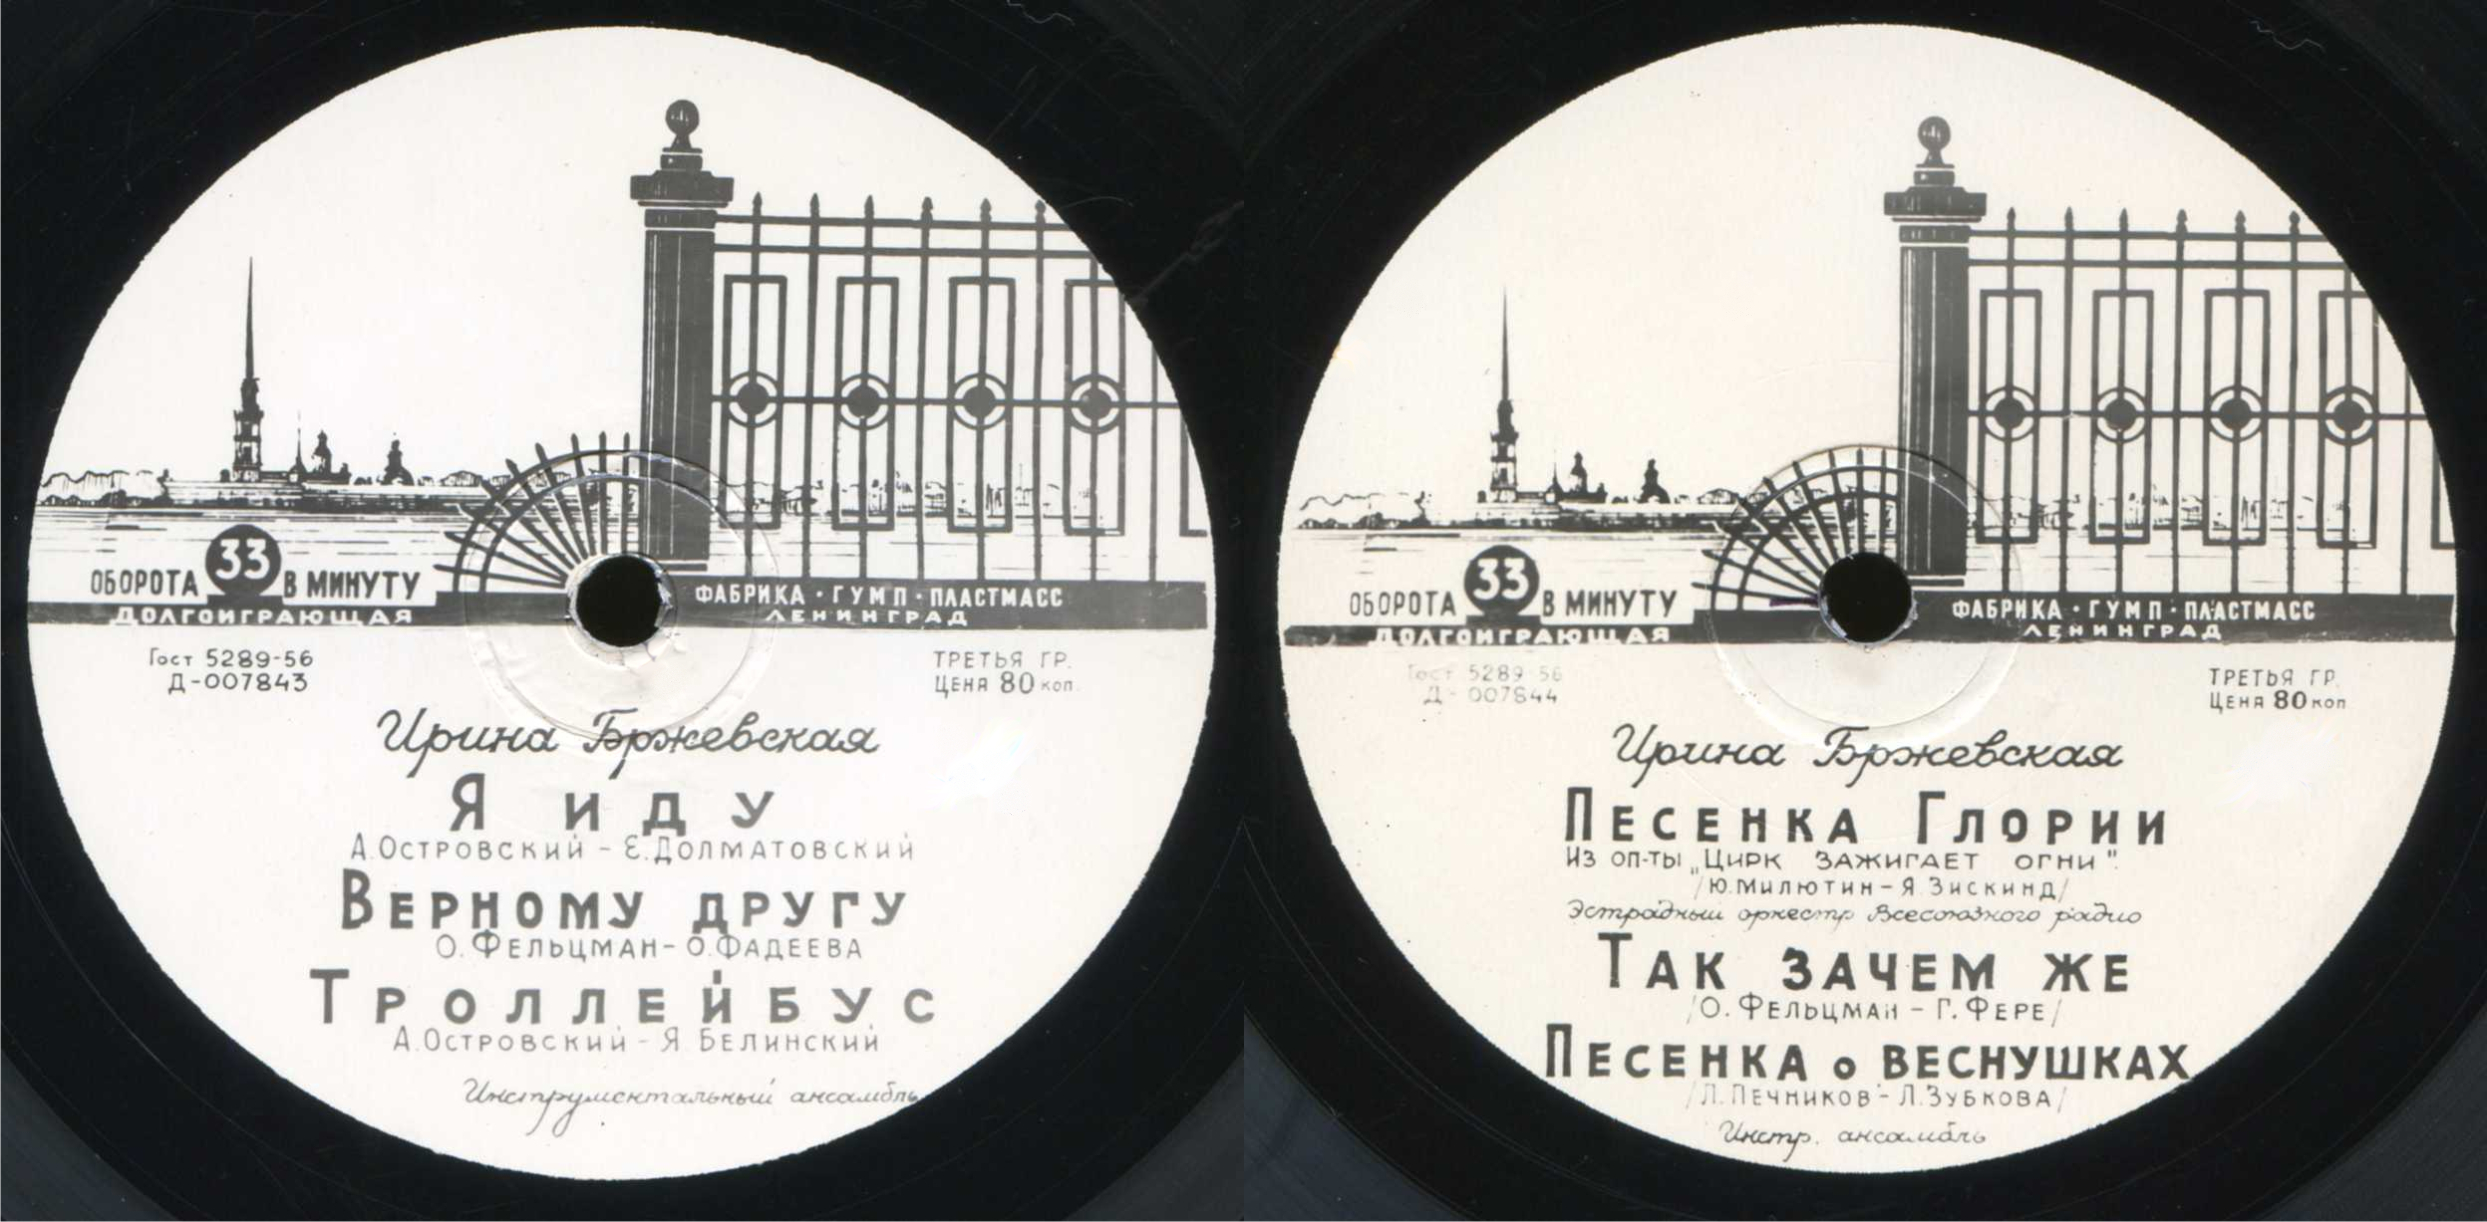 ОБОРОТА 33 В МИНУТУ
ДОЛГОИГРАЮЩАЯ
ФАБРИКА · ГУМП · ПЛАСТМАСС
ЛЕНИНГРАД
Гост 5289-56
Д-007843
ТРЕТЬЯ ГР.
ЦЕНА 80 коп.
Ирина Бржевская
Я ИДУ
А.ОСТРОВСКИЙ – Е.ДОЛМАТОВСКИЙ
ВЕРНОМУ ДРУГУ
О.ФЕЛЬЦМАН – О.ФАДЕЕВА
ТРОЛЛЕЙБУС
А.ОСТРОВСКИЙ – Я.БЕЛИНСКИЙ
Инструментальный ансамбль
ОБОРОТА 33 В МИНУТУ
ДОЛГОИГРАЮЩАЯ
ФАБРИКА · ГУМП · ПЛАСТМАСС
ЛЕНИНГРАД
Гост 5289-56
Д-007844
ТРЕТЬЯ ГР.
ЦЕНА 80 коп
Ирина Бржевская
ПЕСЕНКА ГЛОРИИ
ИЗ ОП-ТЫ „ЦИРК ЗАЖИГАЕТ ОГНИ".
/Ю.МИЛЮТИН – Я.ЗИСКИНД/
Эстрадный оркестр Всесоюзного радио
ТАК ЗАЧЕМ ЖЕ
/О.ФЕЛЬЦМАН – Г.ФЕРЕ/
ПЕСЕНКА о ВЕСНУШКАХ
/Л.ПЕЧНИКОВ – Л.ЗУБКОВА/
Инстр. ансамбль